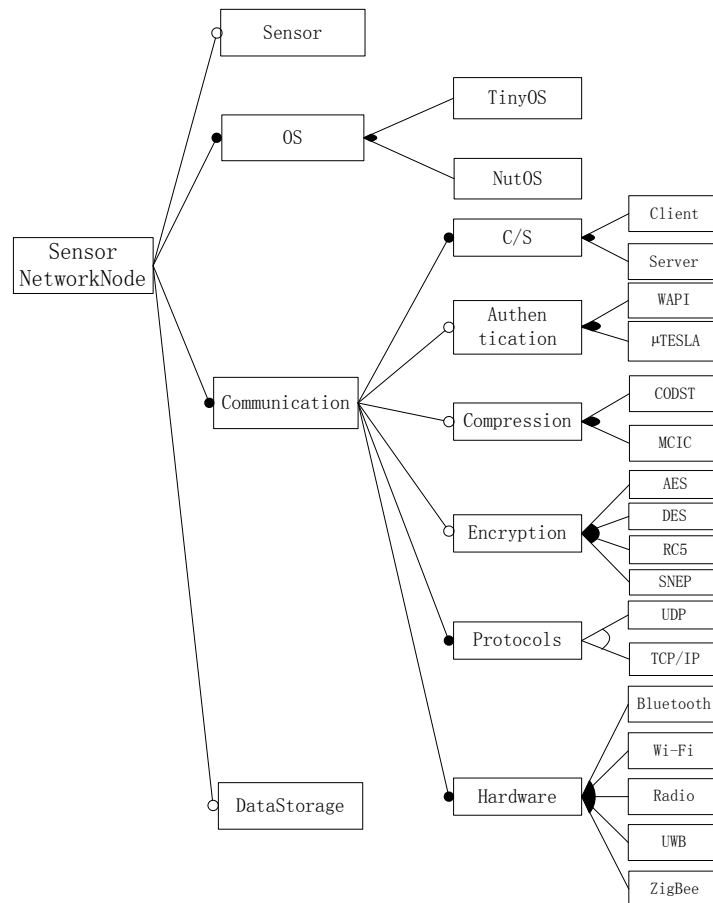 Sensor
OS
TinyOS
NutOS
Sensor
NetworkNode
Communication
C/S
Client
Server
Authen
tication
WAPI
μTESLA
Compression
CODST
MCIC
Encryption
AES
DES
RC5
SNEP
Protocols
UDP
TCP/IP
Hardware
Bluetooth
Wi-Fi
Radio
UWB
ZigBee
DataStorage